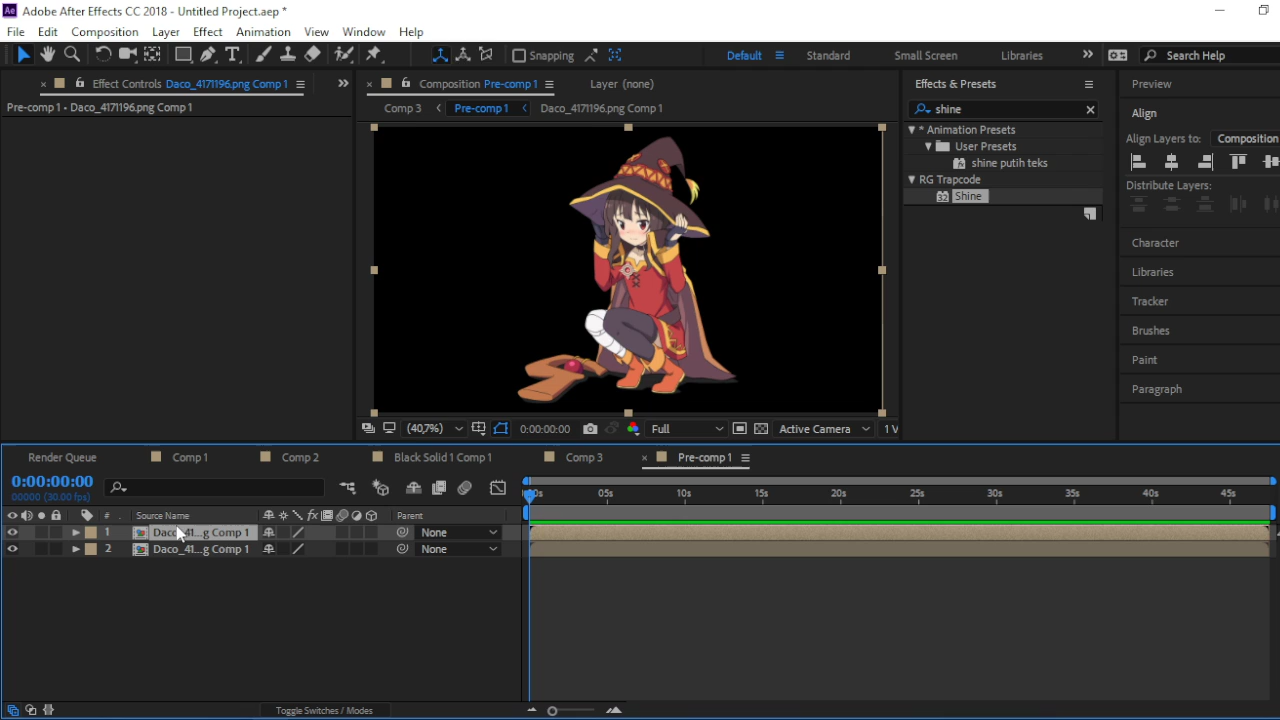 Ae Adobe After Effects CC 2018 - Untitled Project.aep *
File Edit Composition Layer Effect Animation View Window Help
Snapping Default Standard Small Screen Libraries Search Help
Effect Controls Daco_4171196.png Comp 1
Composition Pre-comp 1 Layer (none)
Effects & Presets
Preview
Pre-comp 1 • Daco_4171196.png Comp 1
Comp 3 Pre-comp 1 Daco_4171196.png Comp 1
shine
Align
* Animation Presets
Align Layers to: Composition
User Presets
shine putih teks
RG Trapcode
Distribute Layers:
32 Shine
Character
Libraries
Tracker
Brushes
Paint
Paragraph
(40,7%) 0:00:00:00 Full Active Camera 1 V
Render Queue Comp 1 Comp 2 Black Solid 1 Comp 1 Comp 3 Pre-comp 1
0:00:00:00
00000 (30.00 fps)
05s 10s 15s 20s 25s 30s 35s 40s 45s
# Source Name fx Parent
1 Daco_41...g Comp 1 None
2 Daco_41...g Comp 1 None
Toggle Switches / Modes